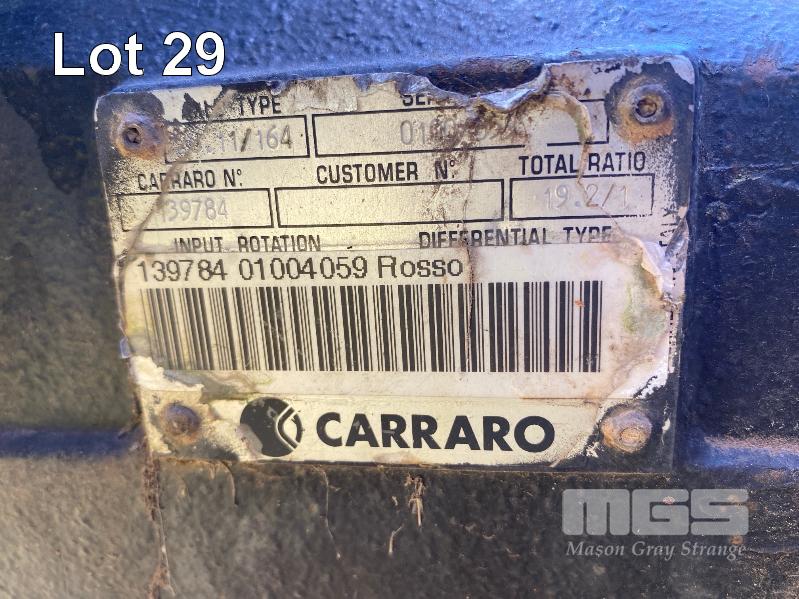 Lot 29
TYPE
11/164
CARRARO N°
CUSTOMER N°
TOTAL RATIO
139784
19.2/1
INPUT ROTATION DIFFERENTIAL TYPE
139784 01004059 Rosso
CARRARO
MGS
Mason Gray Strange